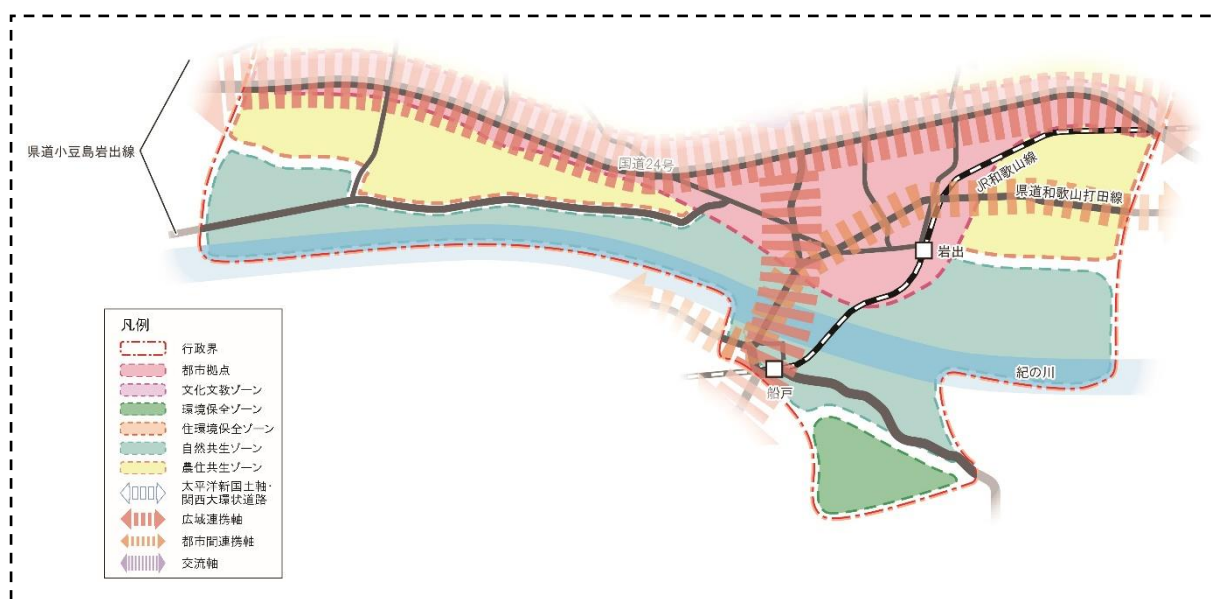 県道小豆島岩出線
国道24号
JR和歌山線
県道和歌山打田線
岩出
紀の川
船戸
凡例
行政界
都市拠点
文化文教ゾーン
環境保全ゾーン
住環境保全ゾーン
自然共生ゾーン
農住共生ゾーン
太平洋新国土軸・
関西大環状道路
広域連携軸
都市間連携軸
交流軸